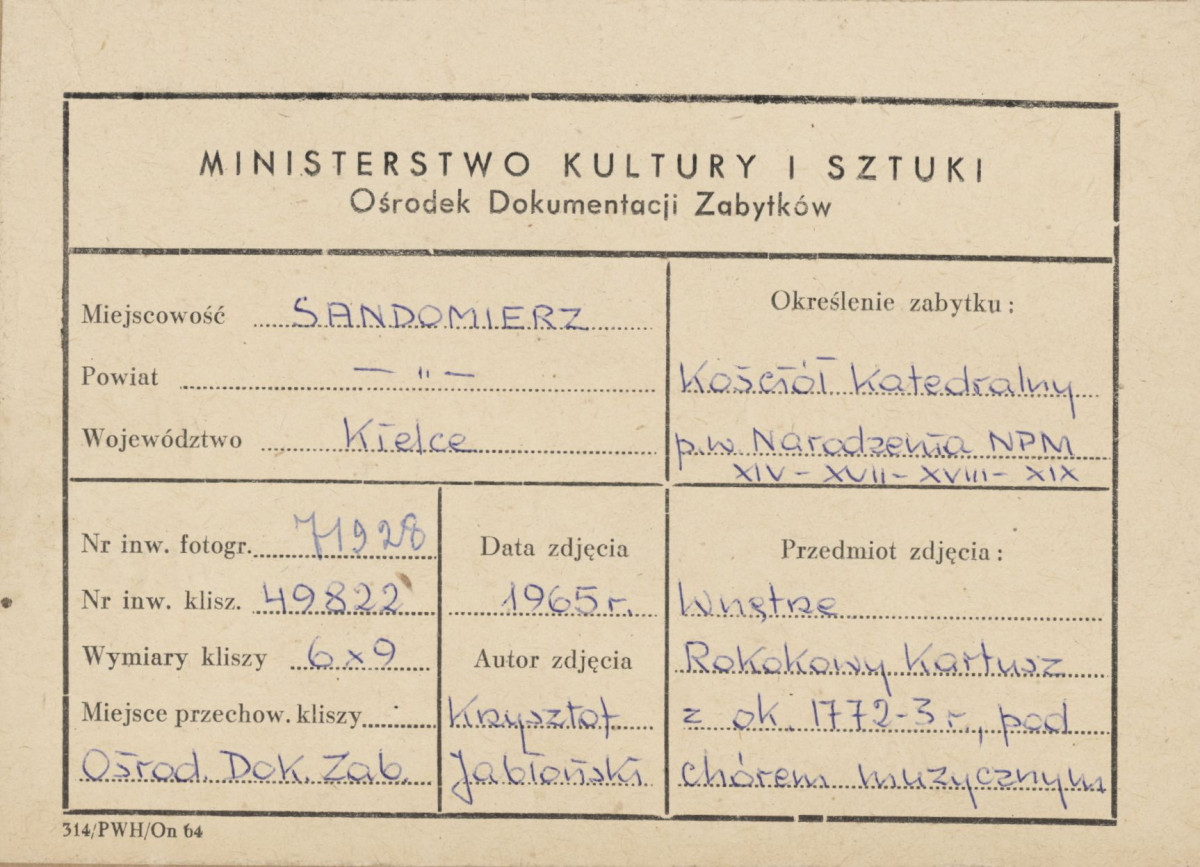 MINISTERSTWO KULTURY I SZTUKI
Ośrodek Dokumentacji Zabytków
Miejscowość SANDOMIERZ
Powiat — „ —
Województwo Kielce
Określenie zabytku:
Kościół Katedralny
p.w. Narodzenia NPM
XIV - XVII - XVIII - XIX
Nr inw. fotogr. 71928
Nr inw. klisz. 49822
Wymiary kliszy 6x9
Miejsce przechow. kliszy
Ośrod. Dok. Zab.
Data zdjęcia
1965 r.
Autor zdjęcia
Krzysztof
Jabłoński
Przedmiot zdjęcia:
Wnętrze
Rokokowy Kartusz
z ok. 1772-3 r., pod
chórem muzycznym
314/PWH/On 64